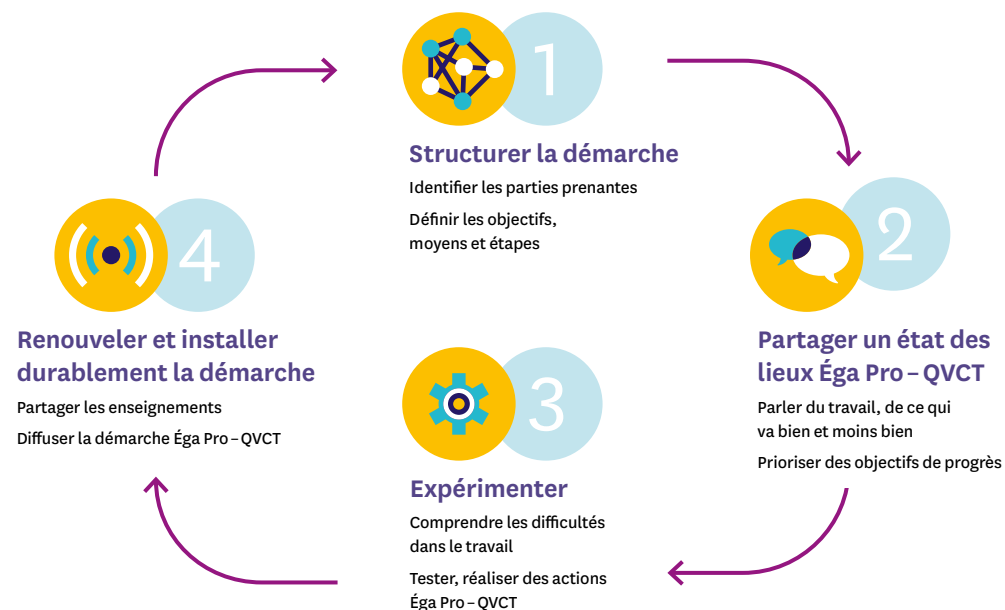 1
Structurer la démarche
Identifier les parties prenantes
Définir les objectifs,
moyens et étapes
2
Partager un état des
lieux Éga Pro – QVCT
Parler du travail, de ce qui
va bien et moins bien
Prioriser des objectifs de progrès
3
Expérimenter
Comprendre les difficultés
dans le travail
Tester, réaliser des actions
Éga Pro – QVCT
4
Renouveler et installer
durablement la démarche
Partager les enseignements
Diffuser la démarche Éga Pro – QVCT